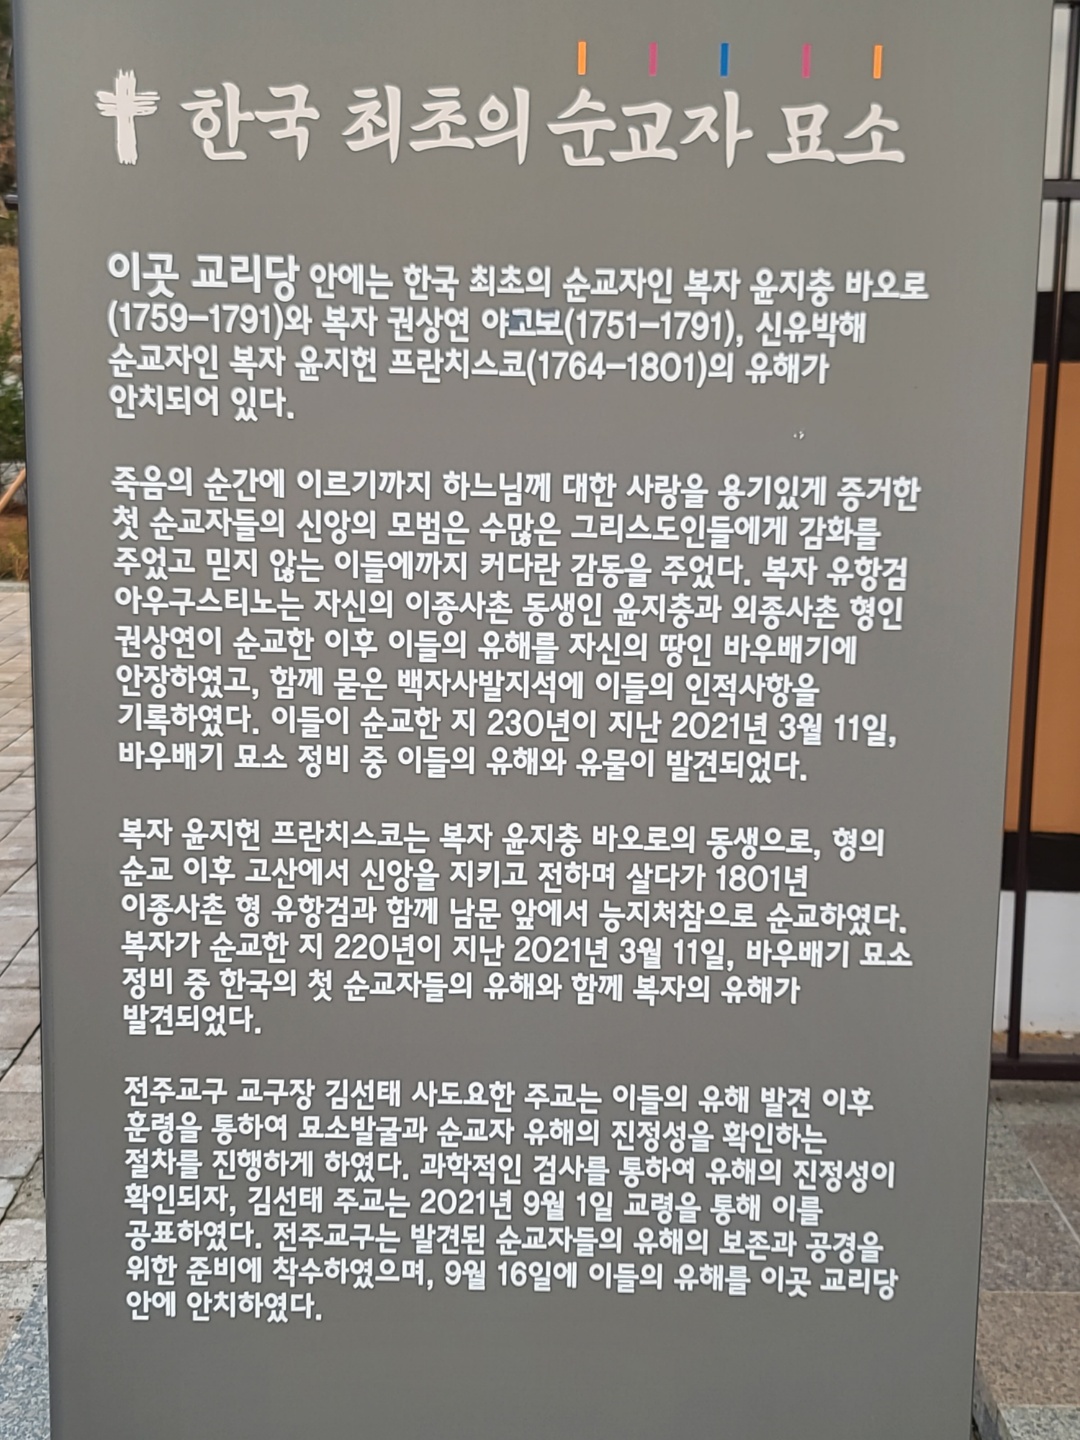 한국 최초의 순교자 묘소
이곳 교리당 안에는 한국 최초의 순교자인 복자 윤지충 바오로
(1759-1791)와 복자 권상연 야고보(1751-1791), 신유박해
순교자인 복자 윤지헌 프란치스코(1764-1801)의 유해가
안치되어 있다.
죽음의 순간에 이르기까지 하느님께 대한 사랑을 용기있게 증거한
첫 순교자들의 신앙의 모범은 수많은 그리스도인들에게 감화를
주었고 믿지 않는 이들에까지 커다란 감동을 주었다. 복자 유항검
아우구스티노는 자신의 이종사촌 동생인 윤지충과 외종사촌 형인
권상연이 순교한 이후 이들의 유해를 자신의 땅인 바우배기에
안장하였고, 함께 묻은 백자사발지석에 이들의 인적사항을
기록하였다. 이들이 순교한 지 230년이 지난 2021년 3월 11일,
바우배기 묘소 정비 중 이들의 유해와 유물이 발견되었다.
복자 윤지헌 프란치스코는 복자 윤지충 바오로의 동생으로, 형의
순교 이후 고산에서 신앙을 지키고 전하며 살다가 1801년
이종사촌 형 유항검과 함께 남문 앞에서 능지처참으로 순교하였다.
복자가 순교한 지 220년이 지난 2021년 3월 11일, 바우배기 묘소
정비 중 한국의 첫 순교자들의 유해와 함께 복자의 유해가
발견되었다.
전주교구 교구장 김선태 사도요한 주교는 이들의 유해 발견 이후
훈령을 통하여 묘소발굴과 순교자 유해의 진정성을 확인하는
절차를 진행하게 하였다. 과학적인 검사를 통하여 유해의 진정성이
확인되자, 김선태 주교는 2021년 9월 1일 교령을 통해 이를
공표하였다. 전주교구는 발견된 순교자들의 유해의 보존과 공경을
위한 준비에 착수하였으며, 9월 16일에 이들의 유해를 이곳 교리당
안에 안치하였다.